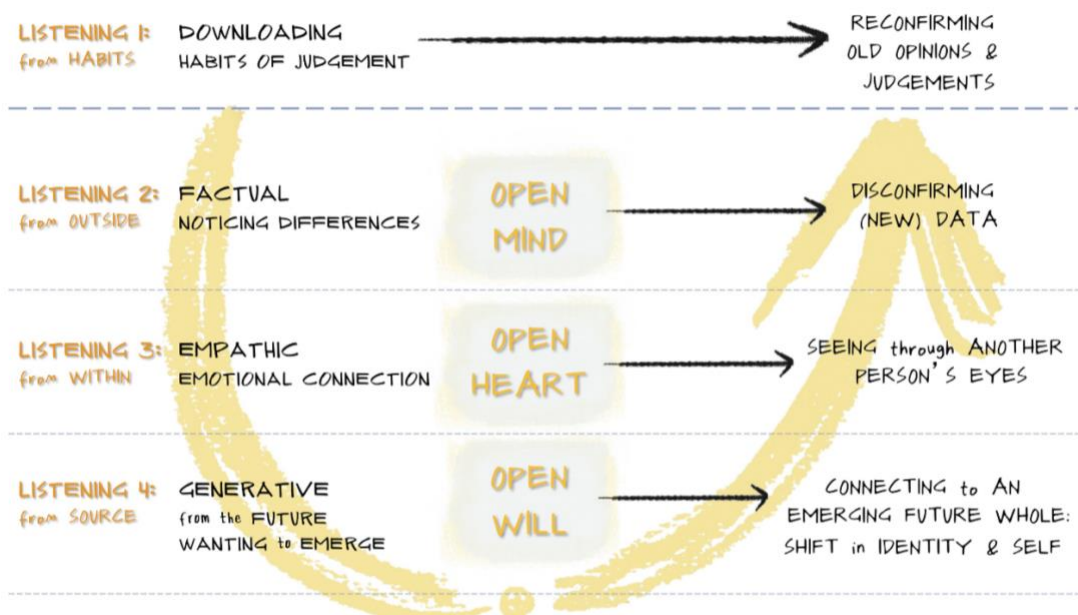 LISTENING 1:
from HABITS
DOWNLOADING
HABITS OF JUDGEMENT
RECONFIRMING
OLD OPINIONS &
JUDGEMENTS
LISTENING 2:
from OUTSIDE
FACTUAL
NOTICING DIFFERENCES
OPEN
MIND
DISCONFIRMING
(NEW) DATA
LISTENING 3:
from WITHIN
EMPATHIC
EMOTIONAL CONNECTION
OPEN
HEART
SEEING through ANOTHER
PERSON'S EYES
LISTENING 4:
from SOURCE
GENERATIVE
from the FUTURE
WANTING to EMERGE
OPEN
WILL
CONNECTING to AN
EMERGING FUTURE WHOLE:
SHIFT in IDENTITY & SELF